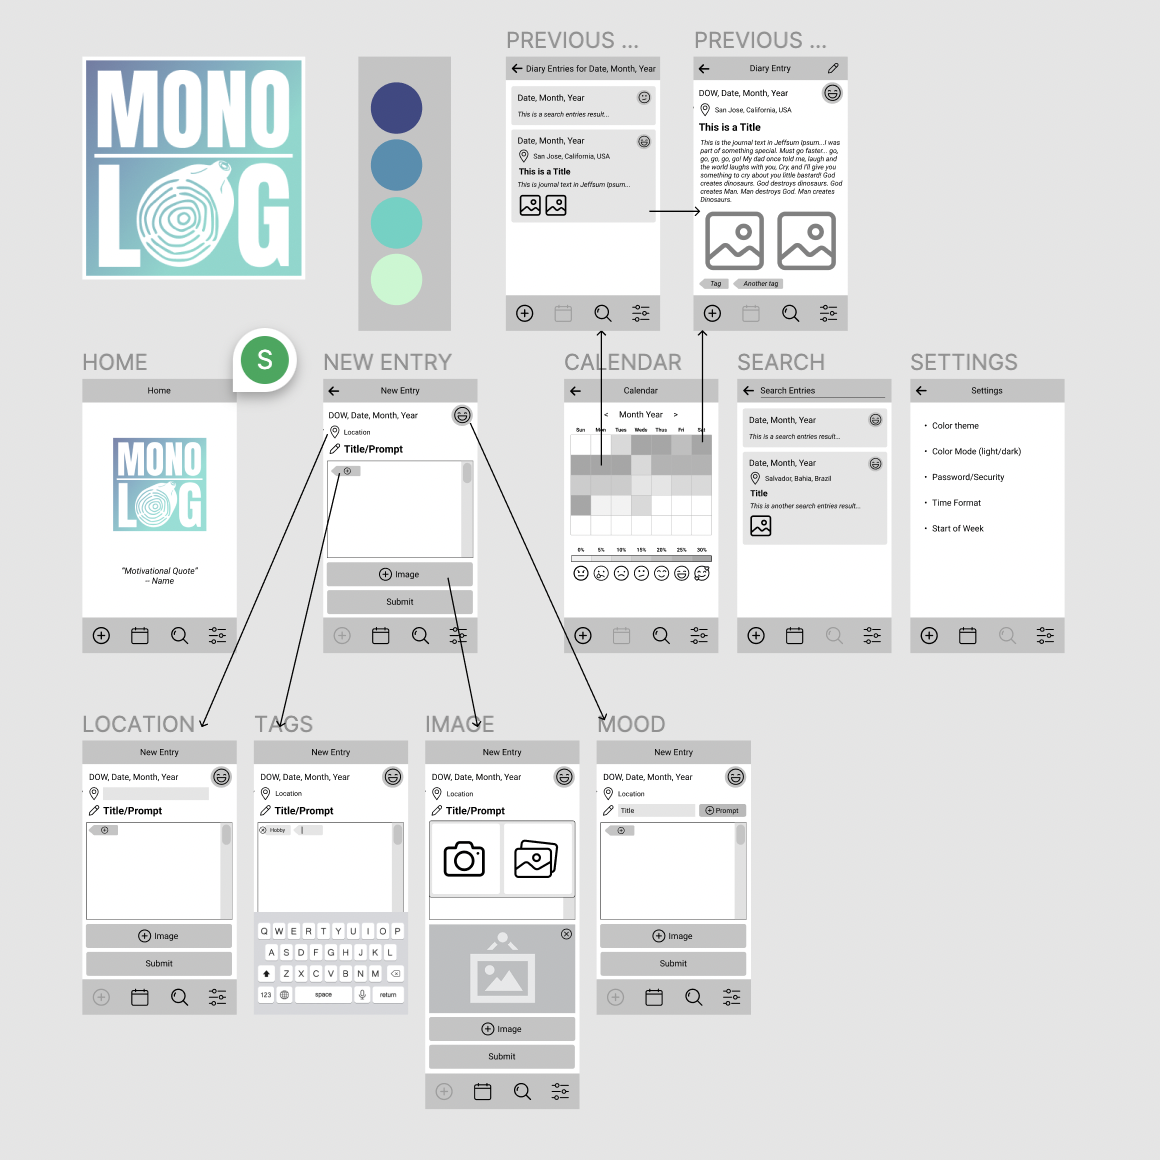 MONO
LOG
PREVIOUS ...
Diary Entries for Date, Month, Year
Date, Month, Year
This is a search entries result...
Date, Month, Year
San Jose, California, USA
This is a Title
This is journal text in Jeffsum Ipsum...
PREVIOUS ...
Diary Entry
DOW, Date, Month, Year
San Jose, California, USA
This is a Title
This is the journal text in Jeffsum Ipsum...I was
part of something special. Must go faster... go,
go, go, go, go! My dad once told me, laugh and
the world laughs with you, Cry, and I'll give you
something to cry about you little bastard! God
creates dinosaurs. God destroys dinosaurs. God
creates Man. Man destroys God. Man creates
Dinosaurs.
Tag
Another tag
S
HOME
Home
MONO
LOG
"Motivational Quote"
– Name
NEW ENTRY
New Entry
DOW, Date, Month, Year
Location
Title/Prompt
Image
Submit
CALENDAR
Calendar
< Month Year >
Sun Mon Tues Weds Thus Fri Sat
0% 5% 10% 15% 20% 25% 30%
SEARCH
Search Entries
Date, Month, Year
This is a search entries result...
Date, Month, Year
Salvador, Bahia, Brazil
Title
This is another search entries result...
SETTINGS
Settings
• Color theme
• Color Mode (light/dark)
• Password/Security
• Time Format
• Start of Week
LOCATION
New Entry
DOW, Date, Month, Year
Title/Prompt
Image
Submit
TAGS
New Entry
DOW, Date, Month, Year
Location
Title/Prompt
Hobby
Q W E R T Y U I O P
A S D F G H J K L
Z X C V B N M
123 space return
IMAGE
New Entry
DOW, Date, Month, Year
Location
Title/Prompt
Image
Submit
MOOD
New Entry
DOW, Date, Month, Year
Location
Title
Prompt
Image
Submit